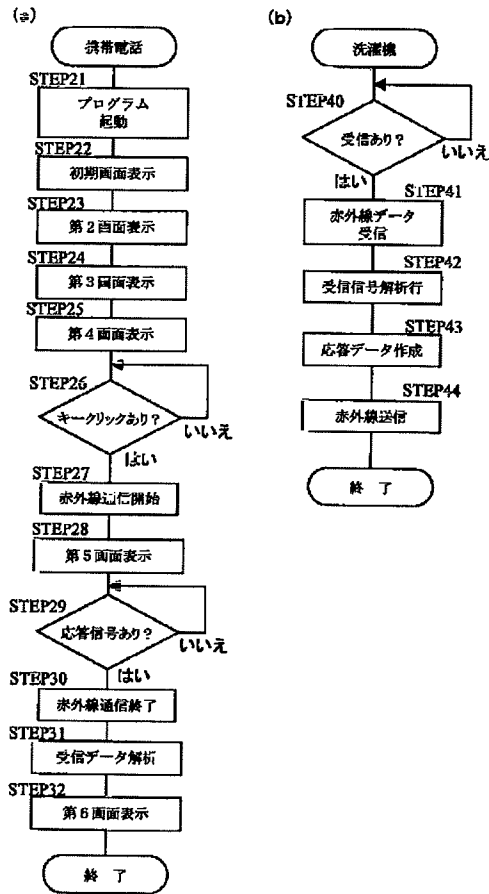 (a)
携帯電話
STEP21
プログラム
起動
STEP22
初期画面表示
STEP23
第2画面表示
STEP24
第3画面表示
STEP25
第4画面表示
STEP26
キークリックあり?
いいえ
はい
STEP27
赤外線通信開始
STEP28
第5画面表示
STEP29
応答信号あり?
いいえ
はい
STEP30
赤外線通信終了
STEP31
受信データ解析
STEP32
第6画面表示
終 了
(b)
洗濯機
STEP40
受信あり?
いいえ
はい
STEP41
赤外線データ
受信
STEP42
受信信号解析行
STEP43
応答データ作成
STEP44
赤外線送信
終 了